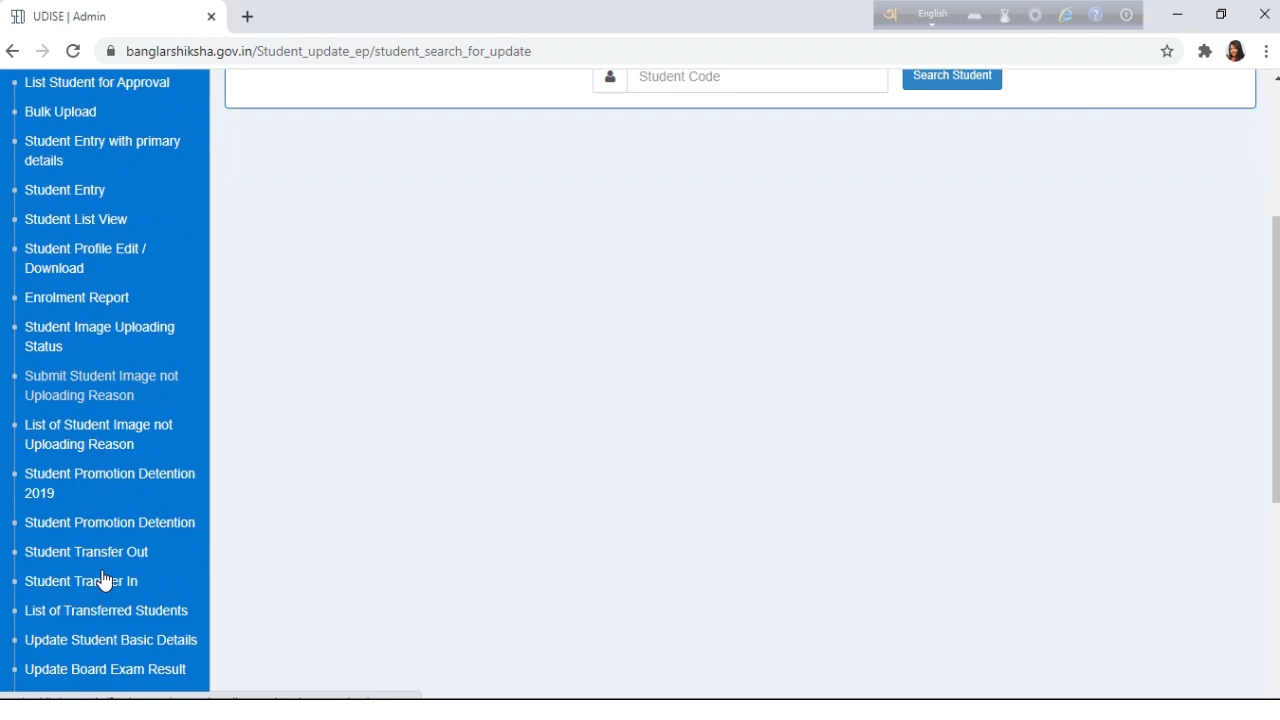 UDISE | Admin
English
banglarshiksha.gov.in/Student_update_ep/student_search_for_update
List Student for Approval
Student Code
Search Student
Bulk Upload
Student Entry with primary
details
Student Entry
Student List View
Student Profile Edit /
Download
Enrolment Report
Student Image Uploading
Status
Submit Student Image not
Uploading Reason
List of Student Image not
Uploading Reason
Student Promotion Detention
2019
Student Promotion Detention
Student Transfer Out
Student Transfer In
List of Transferred Students
Update Student Basic Details
Update Board Exam Result